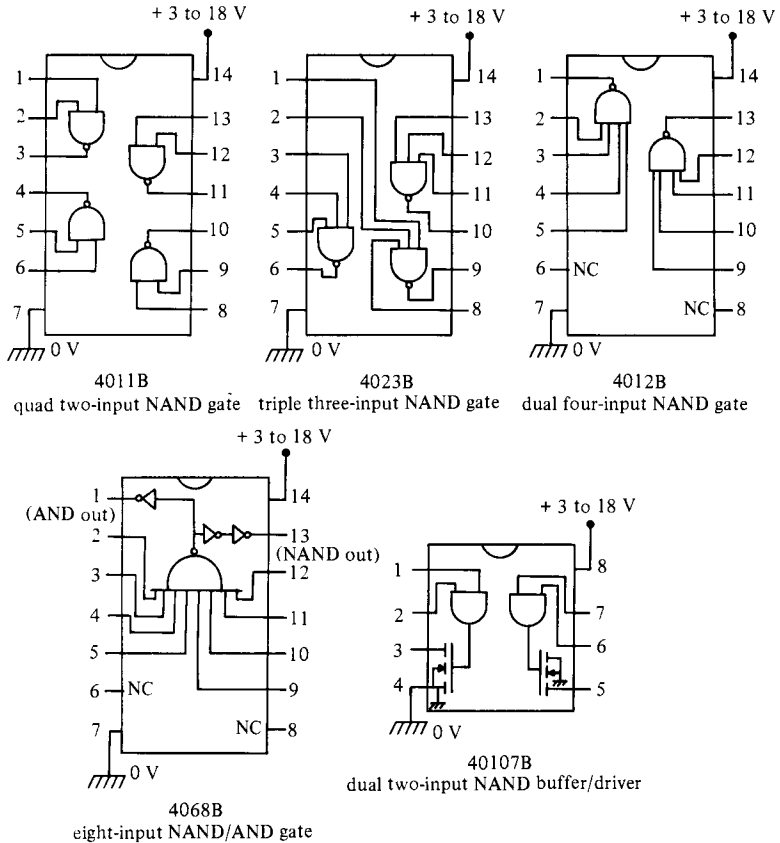 + 3 to 18 V
1
2
3
4
5
6
7
14
13
12
11
10
9
8
0 V
4011B
quad two-input NAND gate
+ 3 to 18 V
1
2
3
4
5
6
7
14
13
12
11
10
9
8
0 V
4023B
triple three-input NAND gate
+ 3 to 18 V
1
2
3
4
5
6 NC
7
14
13
12
11
10
9
NC 8
0 V
4012B
dual four-input NAND gate
+ 3 to 18 V
1
(AND out)
2
3
4
5
6 NC
7
14
13
(NAND out)
12
11
10
9
NC 8
0 V
4068B
eight-input NAND/AND gate
+ 3 to 18 V
1
2
3
4
8
7
6
5
0 V
40107B
dual two-input NAND buffer/driver